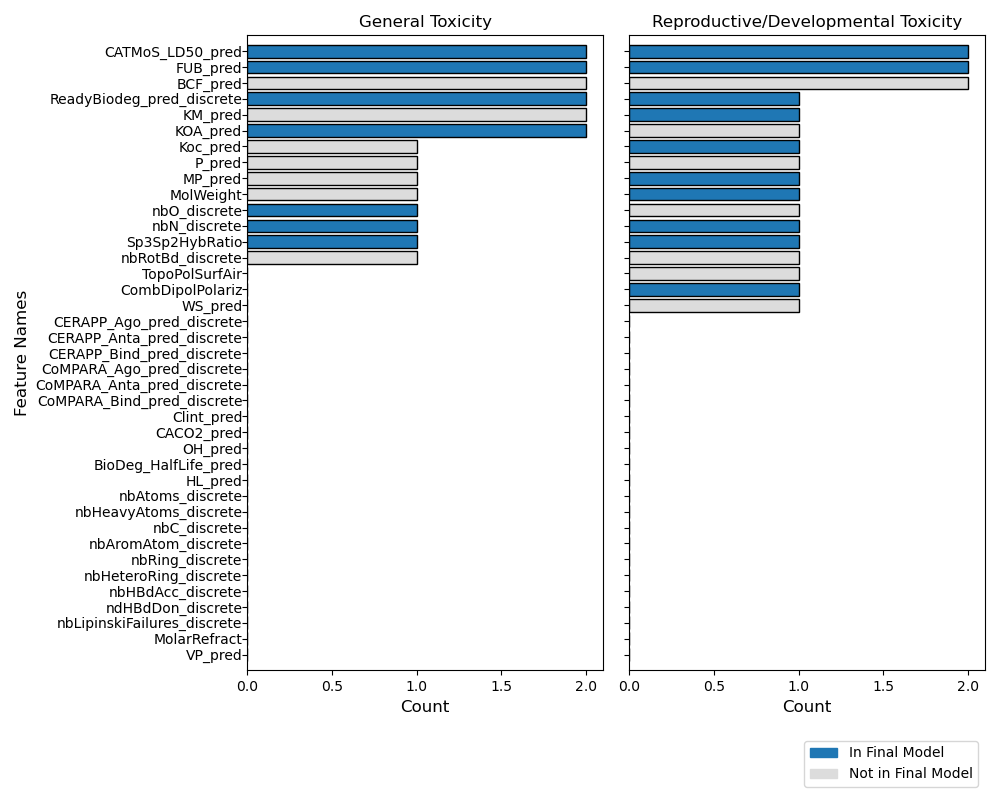 General Toxicity
Reproductive/Developmental Toxicity
Feature Names
CATMoS_LD50_pred
FUB_pred
BCF_pred
ReadyBiodeg_pred_discrete
KM_pred
KOA_pred
Koc_pred
P_pred
MP_pred
MolWeight
nbO_discrete
nbN_discrete
Sp3Sp2HybRatio
nbRotBd_discrete
TopoPolSurfAir
CombDipolPolariz
WS_pred
CERAPP_Ago_pred_discrete
CERAPP_Anta_pred_discrete
CERAPP_Bind_pred_discrete
CoMPARA_Ago_pred_discrete
CoMPARA_Anta_pred_discrete
CoMPARA_Bind_pred_discrete
Clint_pred
CACO2_pred
OH_pred
BioDeg_HalfLife_pred
HL_pred
nbAtoms_discrete
nbHeavyAtoms_discrete
nbC_discrete
nbAromAtom_discrete
nbRing_discrete
nbHeteroRing_discrete
nbHBdAcc_discrete
ndHBdDon_discrete
nbLipinskiFailures_discrete
MolarRefract
VP_pred
0.0 0.5 1.0 1.5 2.0
0.0 0.5 1.0 1.5 2.0
Count
Count
In Final Model
Not in Final Model